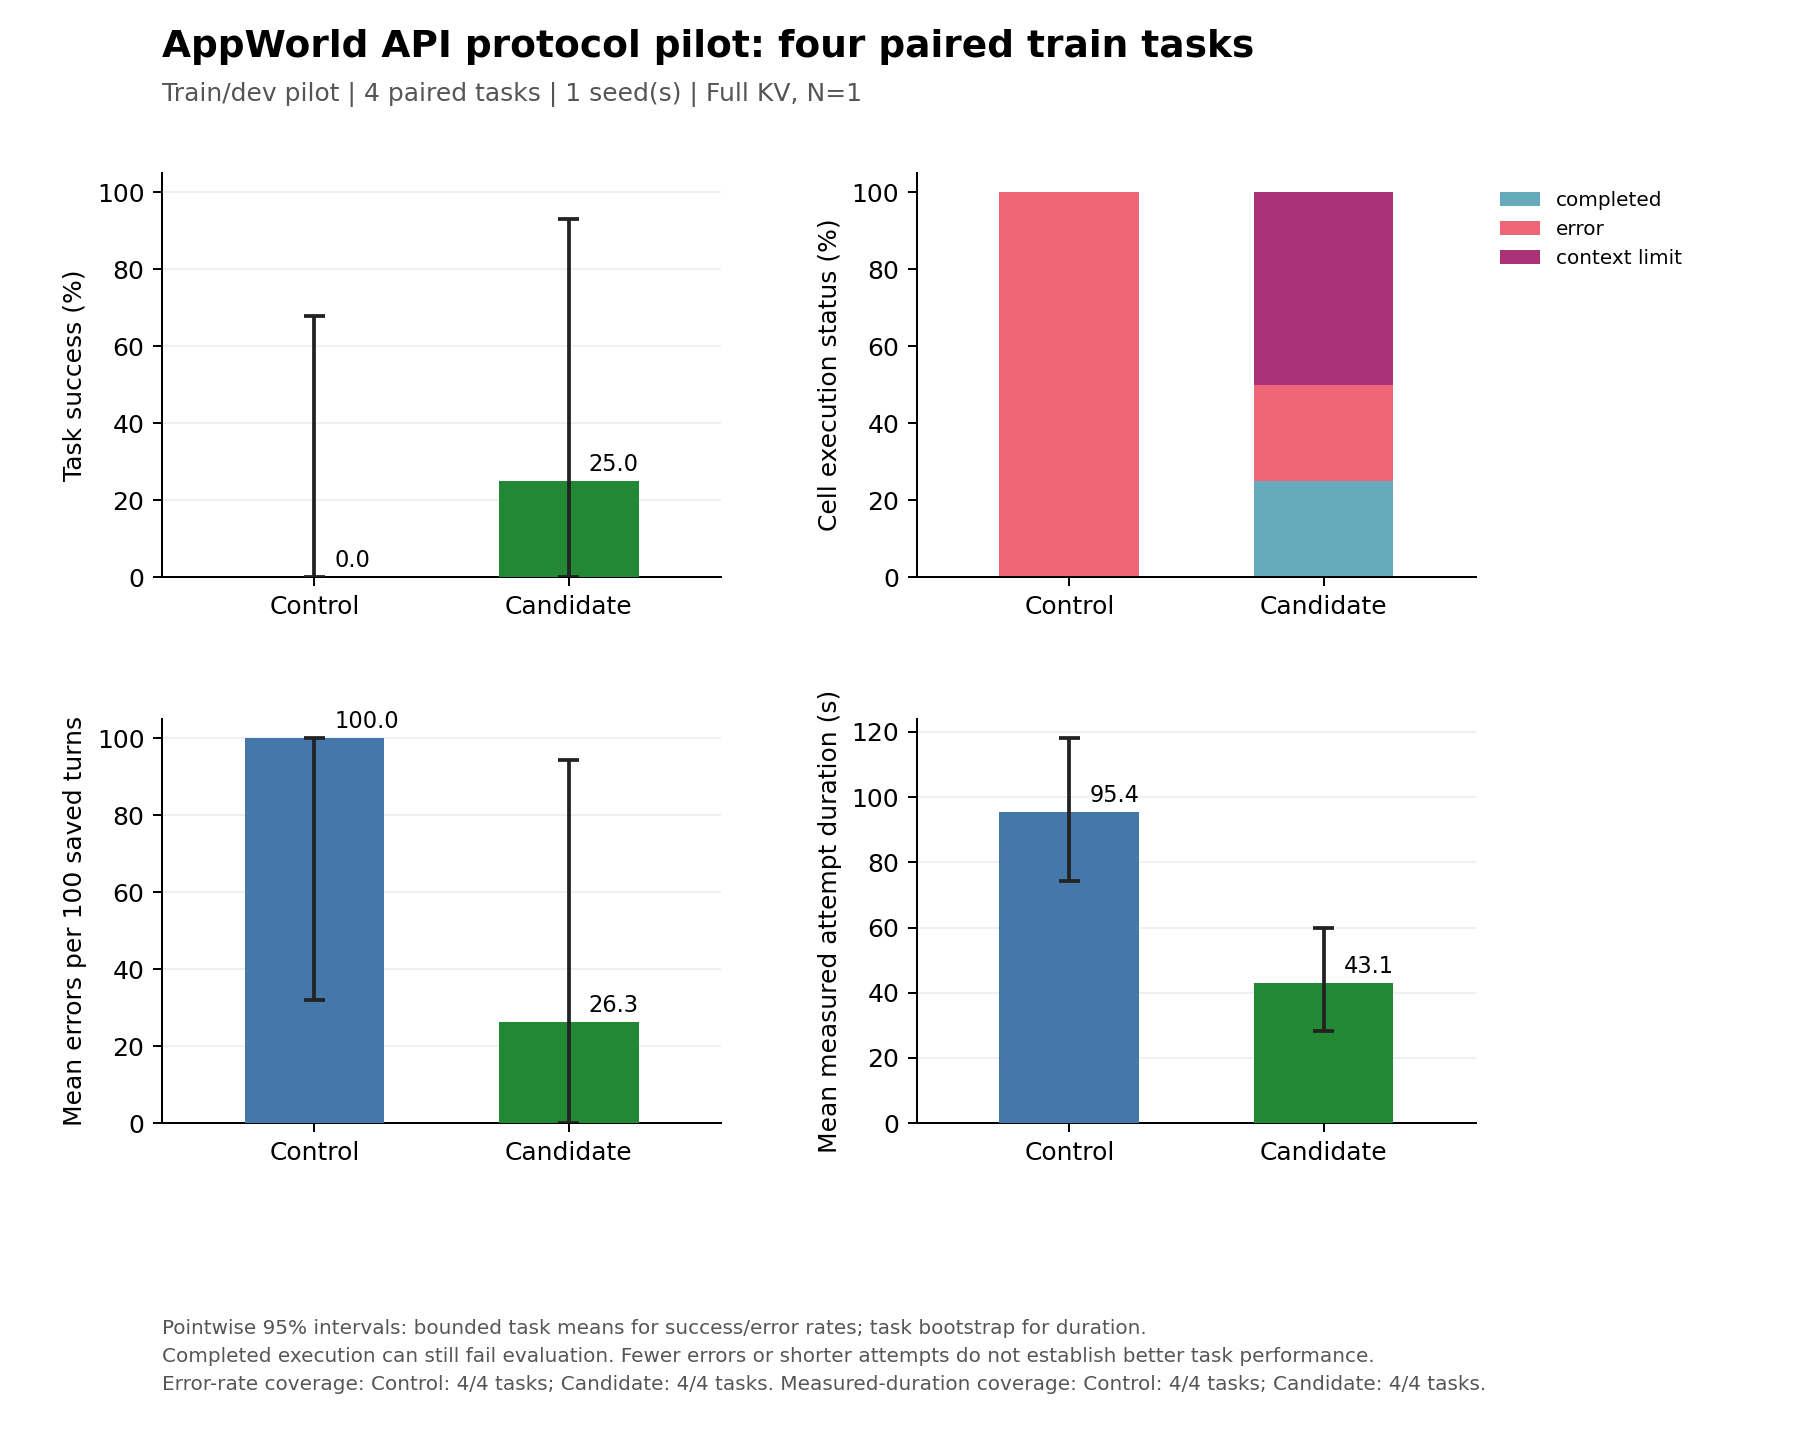 AppWorld API protocol pilot: four paired train tasks
Train/dev pilot | 4 paired tasks | 1 seed(s) | Full KV, N=1
Task success (%)
100
80
60
40
20
0
0.0
25.0
Control
Candidate
Cell execution status (%)
100
80
60
40
20
0
Control
Candidate
completed
error
context limit
Mean errors per 100 saved turns
100
80
60
40
20
0
100.0
26.3
Control
Candidate
Mean measured attempt duration (s)
120
100
80
60
40
20
0
95.4
43.1
Control
Candidate
Pointwise 95% intervals: bounded task means for success/error rates; task bootstrap for duration.
Completed execution can still fail evaluation. Fewer errors or shorter attempts do not establish better task performance.
Error-rate coverage: Control: 4/4 tasks; Candidate: 4/4 tasks. Measured-duration coverage: Control: 4/4 tasks; Candidate: 4/4 tasks.